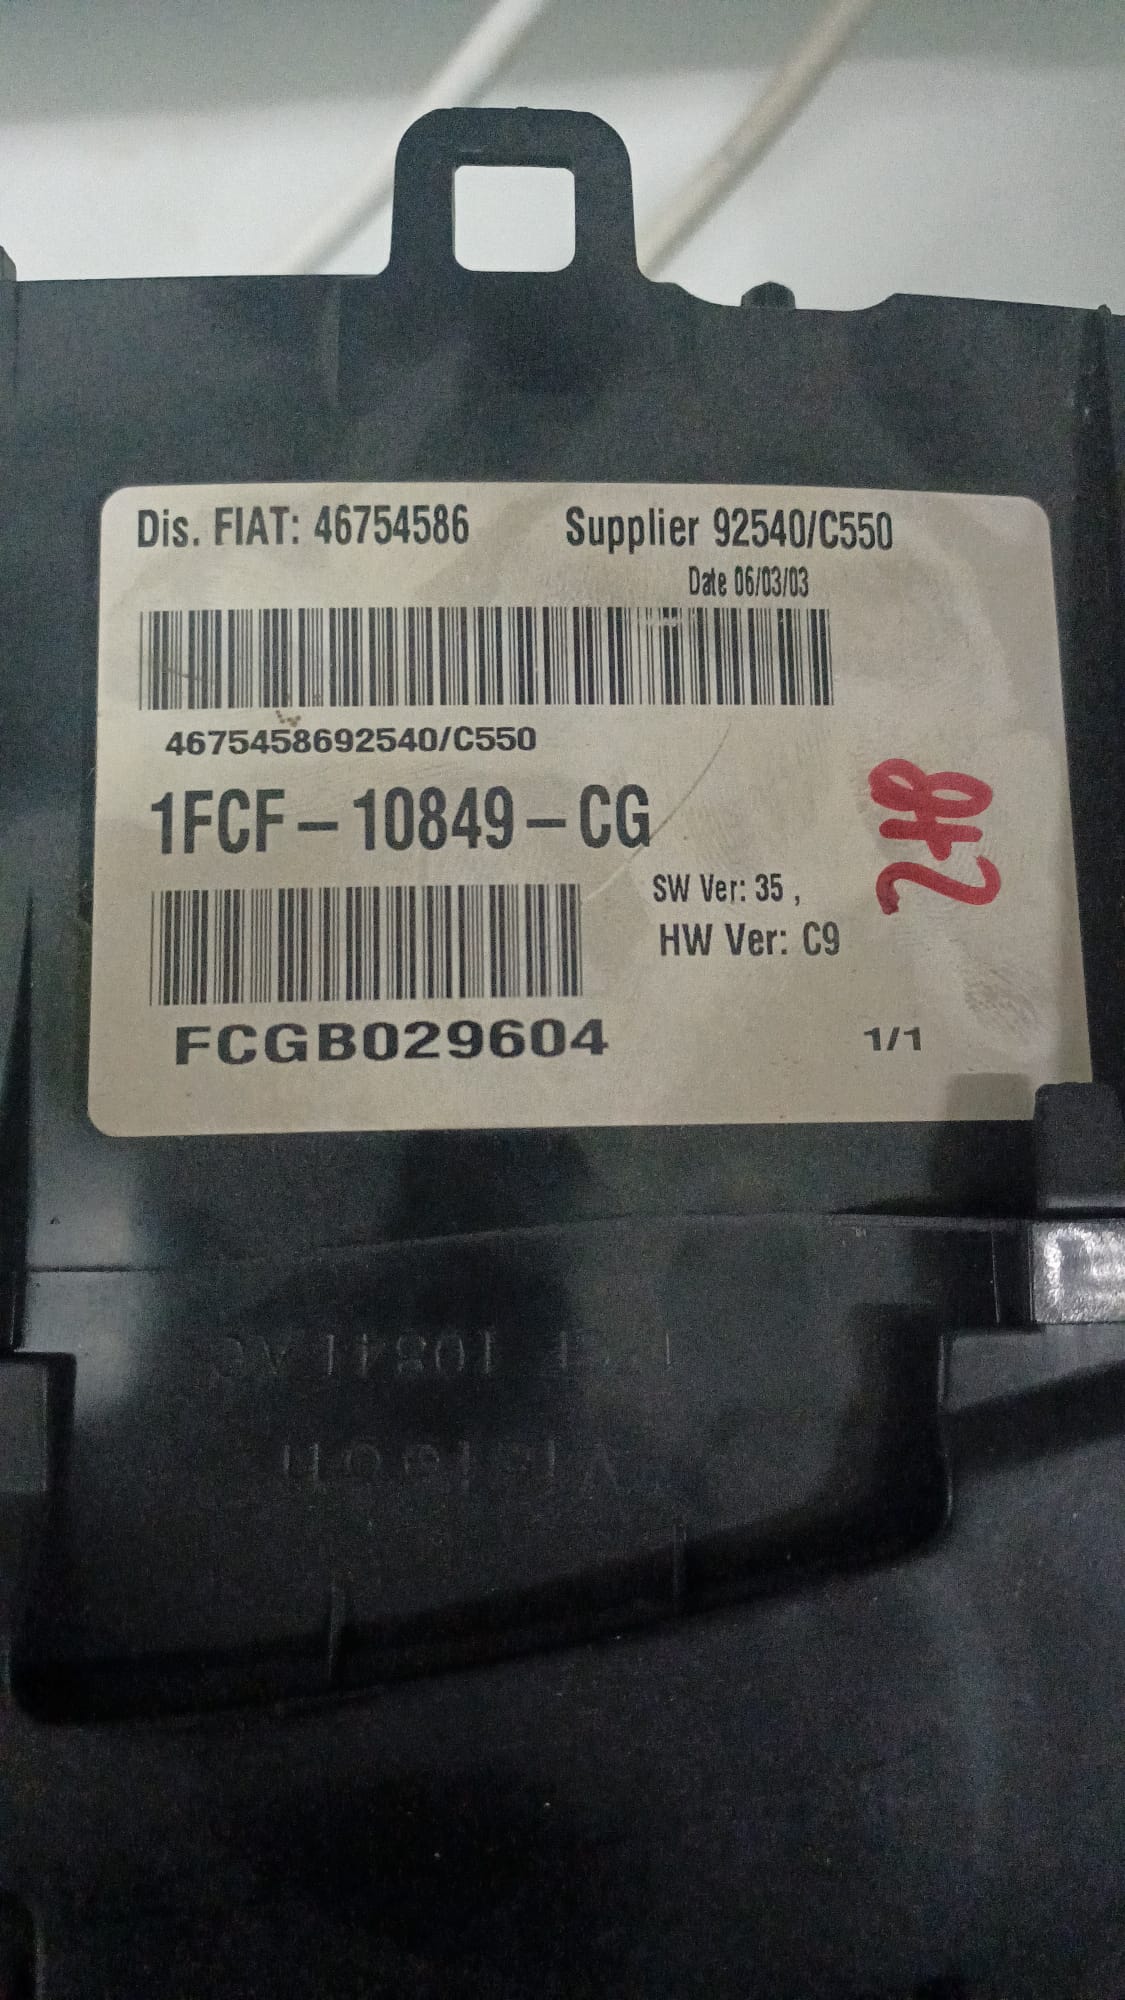 Dis. FIAT: 46754586 Supplier 92540/C550
Date 06/03/03
4675458692540/C550
1FCF-10849-CG
SW Ver: 35 ,
HW Ver: C9
FCGB029604 1/1
Visteon